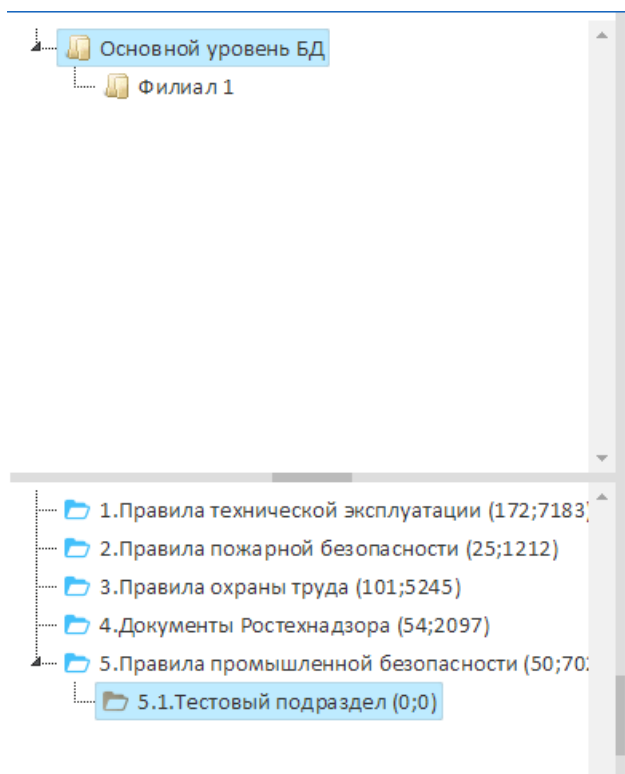 Основной уровень БД
Филиал 1
1.Правила технической эксплуатации (172;7183)
2.Правила пожарной безопасности (25;1212)
3.Правила охраны труда (101;5245)
4.Документы Ростехнадзора (54;2097)
5.Правила промышленной безопасности (50;702
5.1.Тестовый подраздел (0;0)